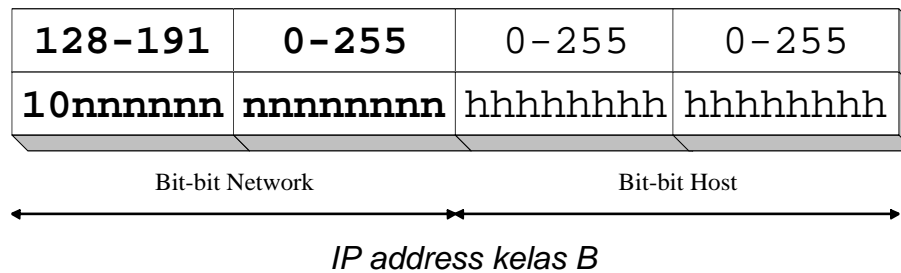 128-191 0-255 0-255 0-255
10nnnnnn nnnnnnnn hhhhhhhh hhhhhhhh
Bit-bit Network Bit-bit Host
IP address kelas B